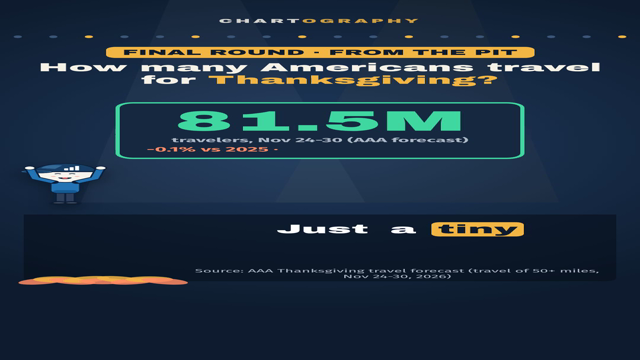 CHARTOGRAPHY
FINAL ROUND · FROM THE PIT
How many Americans travel
for Thanksgiving?
81.5M
travelers, Nov 24-30 (AAA forecast)
-0.1% vs 2025 ·
Just a tiny
Source: AAA Thanksgiving travel forecast (travel of 50+ miles,
Nov 24-30, 2026)